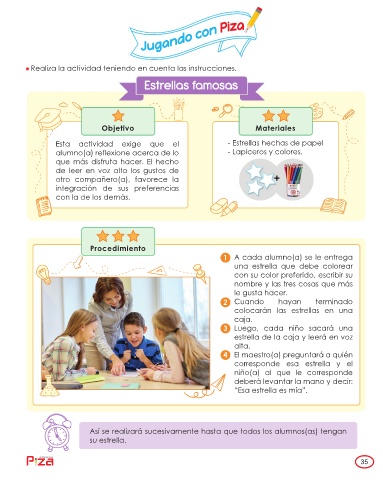 Jugando con Piza
Realiza la actividad teniendo en cuenta las instrucciones.
Estrellas famosas
Objetivo
Esta actividad exige que el
alumno(a) reflexione acerca de lo
que más disfruta hacer. El hecho
de leer en voz alta los gustos de
otro compañero(a), favorece la
integración de sus preferencias
con la de los demás.
Materiales
- Estrellas hechas de papel
- Lapiceros y colores.
+
Procedimiento
1 A cada alumno(a) se le entrega
una estrella que debe colorear
con su color preferido, escribir su
nombre y las tres cosas que más
le gusta hacer.
2 Cuando hayan terminado
colocarán las estrellas en una
caja.
3 Luego, cada niño sacará una
estrella de la caja y leerá en voz
alta.
4 El maestro(a) preguntará a quién
corresponde esa estrella y el
niño(a) al que le corresponde
deberá levantar la mano y decir:
“Esa estrella es mía”.
Así se realizará sucesivamente hasta que todos los alumnos(as) tengan
su estrella.
Piza
35